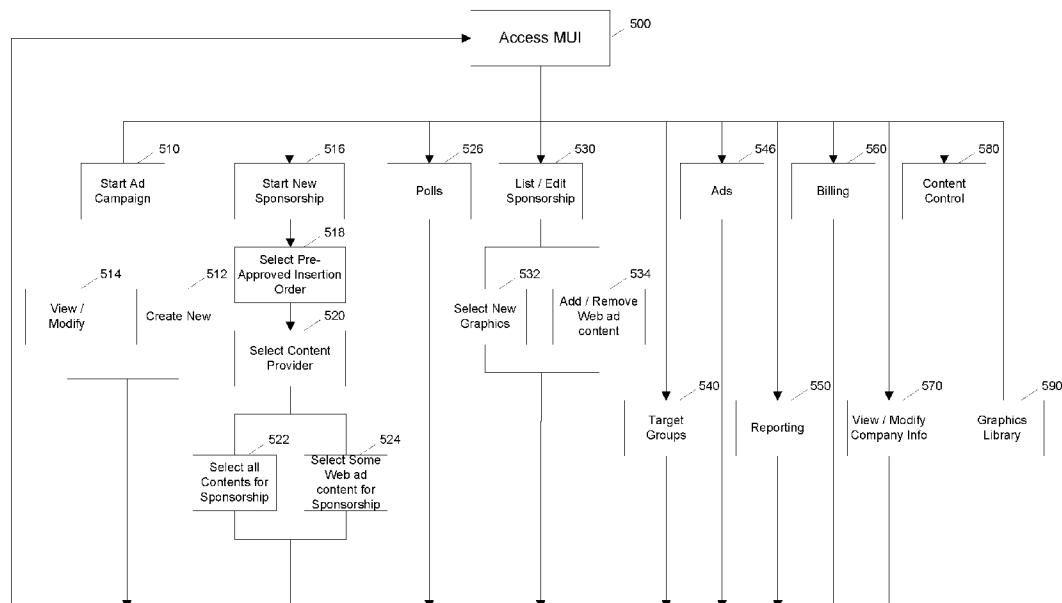 Access MUI
500
510
516
526
530
546
560
580
Start Ad
Campaign
Start New
Sponsorship
Polls
List / Edit
Sponsorship
Ads
Billing
Content
Control
518
Select Pre-
Approved Insertion
Order
514
512
532
534
View /
Modify
Create New
Select New
Graphics
Add / Remove
Web ad
content
520
Select Content
Provider
540
550
570
590
Target
Groups
Reporting
View / Modify
Company Info
Graphics
Library
522
524
Select all
Contents for
Sponsorship
Select Some
Web ad
content for
Sponsorship